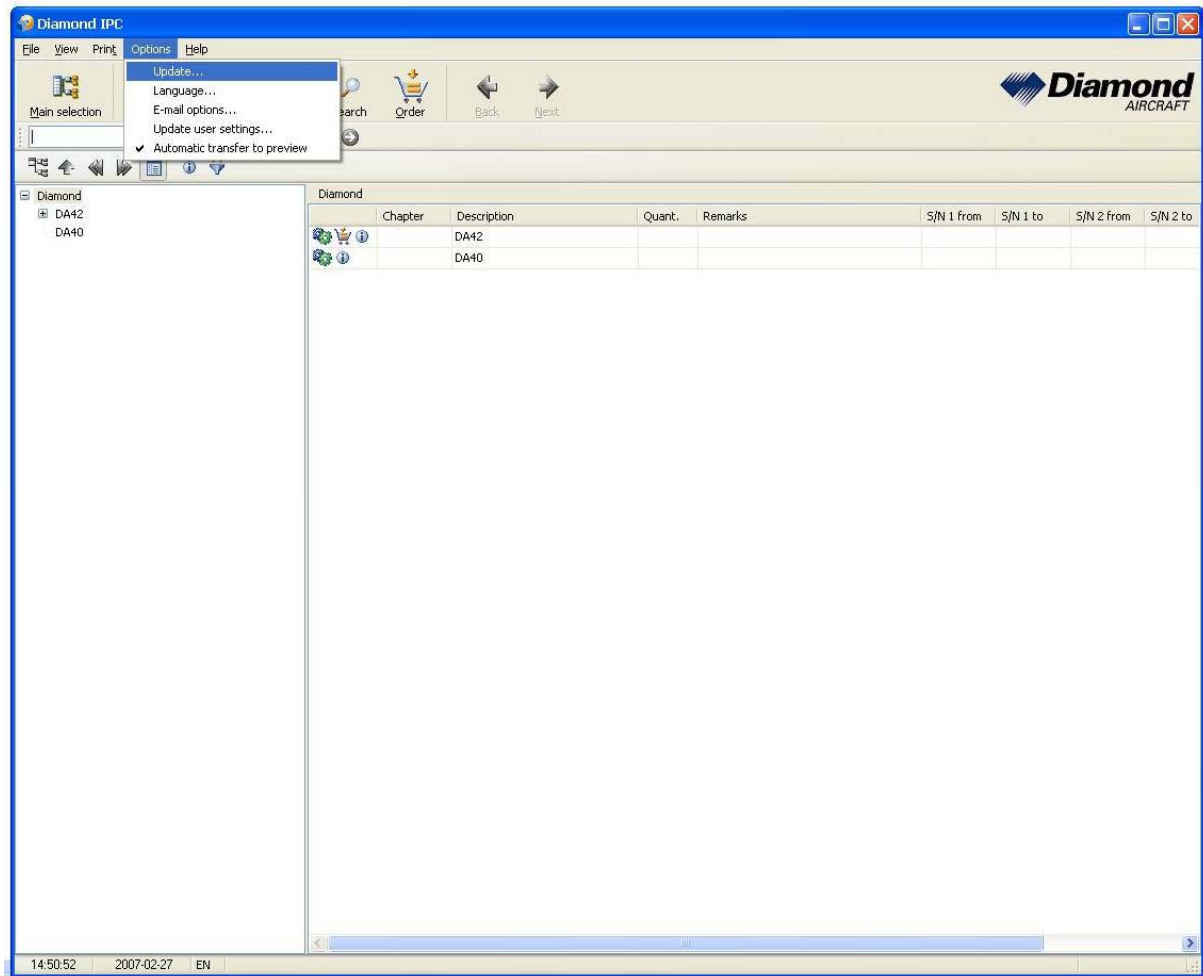 Diamond IPC
File View Print Options Help
Update...
Language...
E-mail options...
Update user settings...
Automatic transfer to preview
Main selection
Order
Back
Next
Diamond
AIRCRAFT
Diamond
DA42
DA40
Diamond
Chapter Description Quant. Remarks S/N 1 from S/N 1 to S/N 2 from S/N 2 to
DA42
DA40
14:50:52 2007-02-27 EN